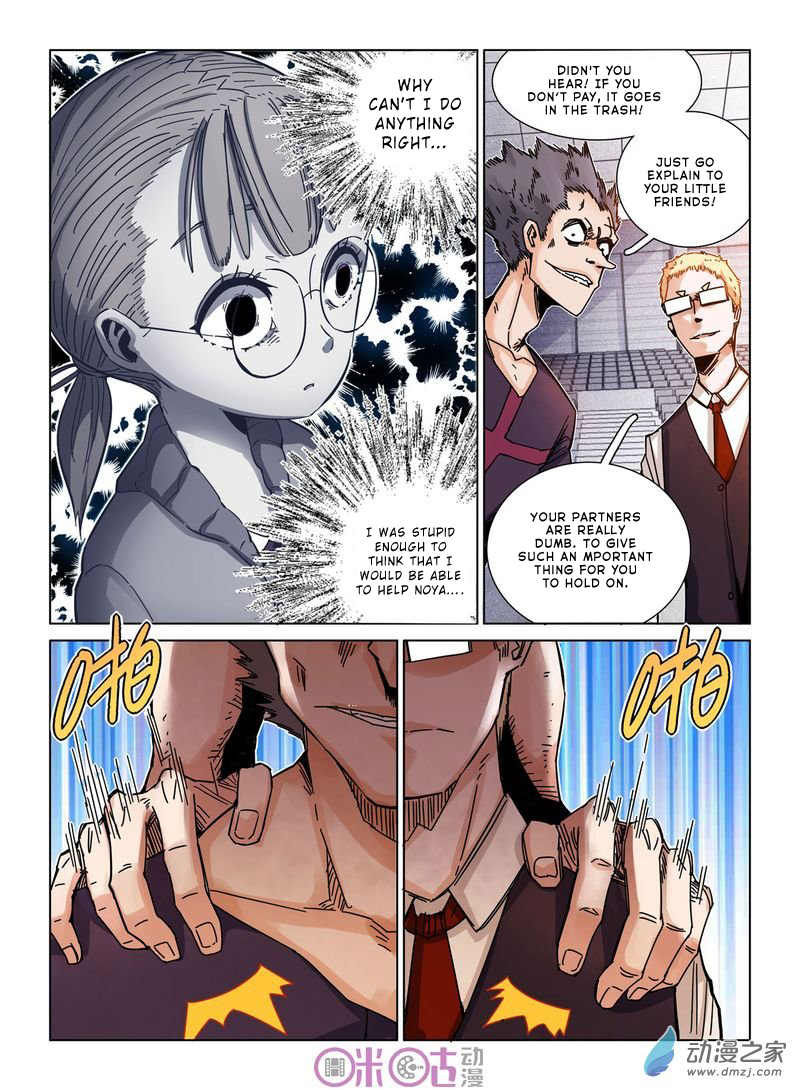 WHY
CAN'T I DO
ANYTHING
RIGHT...
I WAS STUPID
ENOUGH TO
THINK THAT I
WOULD BE ABLE
TO HELP NOYA....
DIDN'T YOU
HEAR! IF YOU
DON'T PAY, IT GOES
IN THE TRASH!
JUST GO
EXPLAIN TO
YOUR LITTLE
FRIENDS!
YOUR PARTNERS
ARE REALLY
DUMB. TO GIVE
SUCH AN MPORTANT
THING FOR YOU
TO HOLD ON.
啪
啪
咪咕动漫
动漫之家
www.dmzj.com